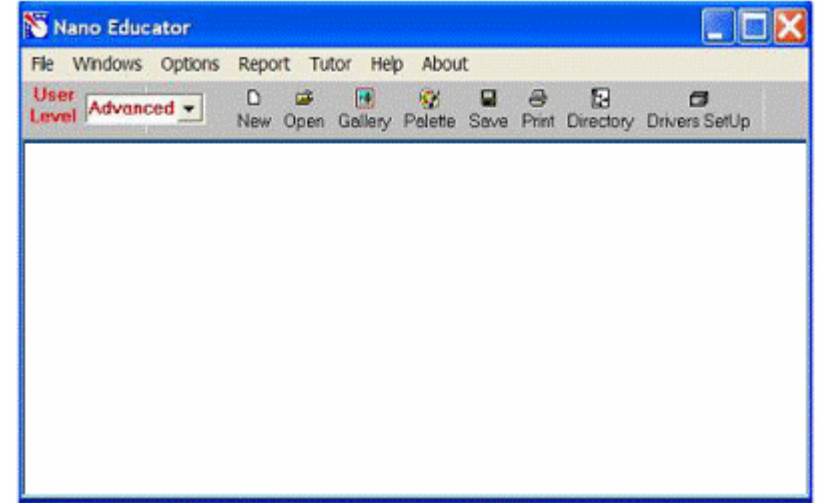 Nano Educator
File Windows Options Report Tutor Help About
User Level Advanced New Open Gallery Palette Save Print Directory Drivers SetUp